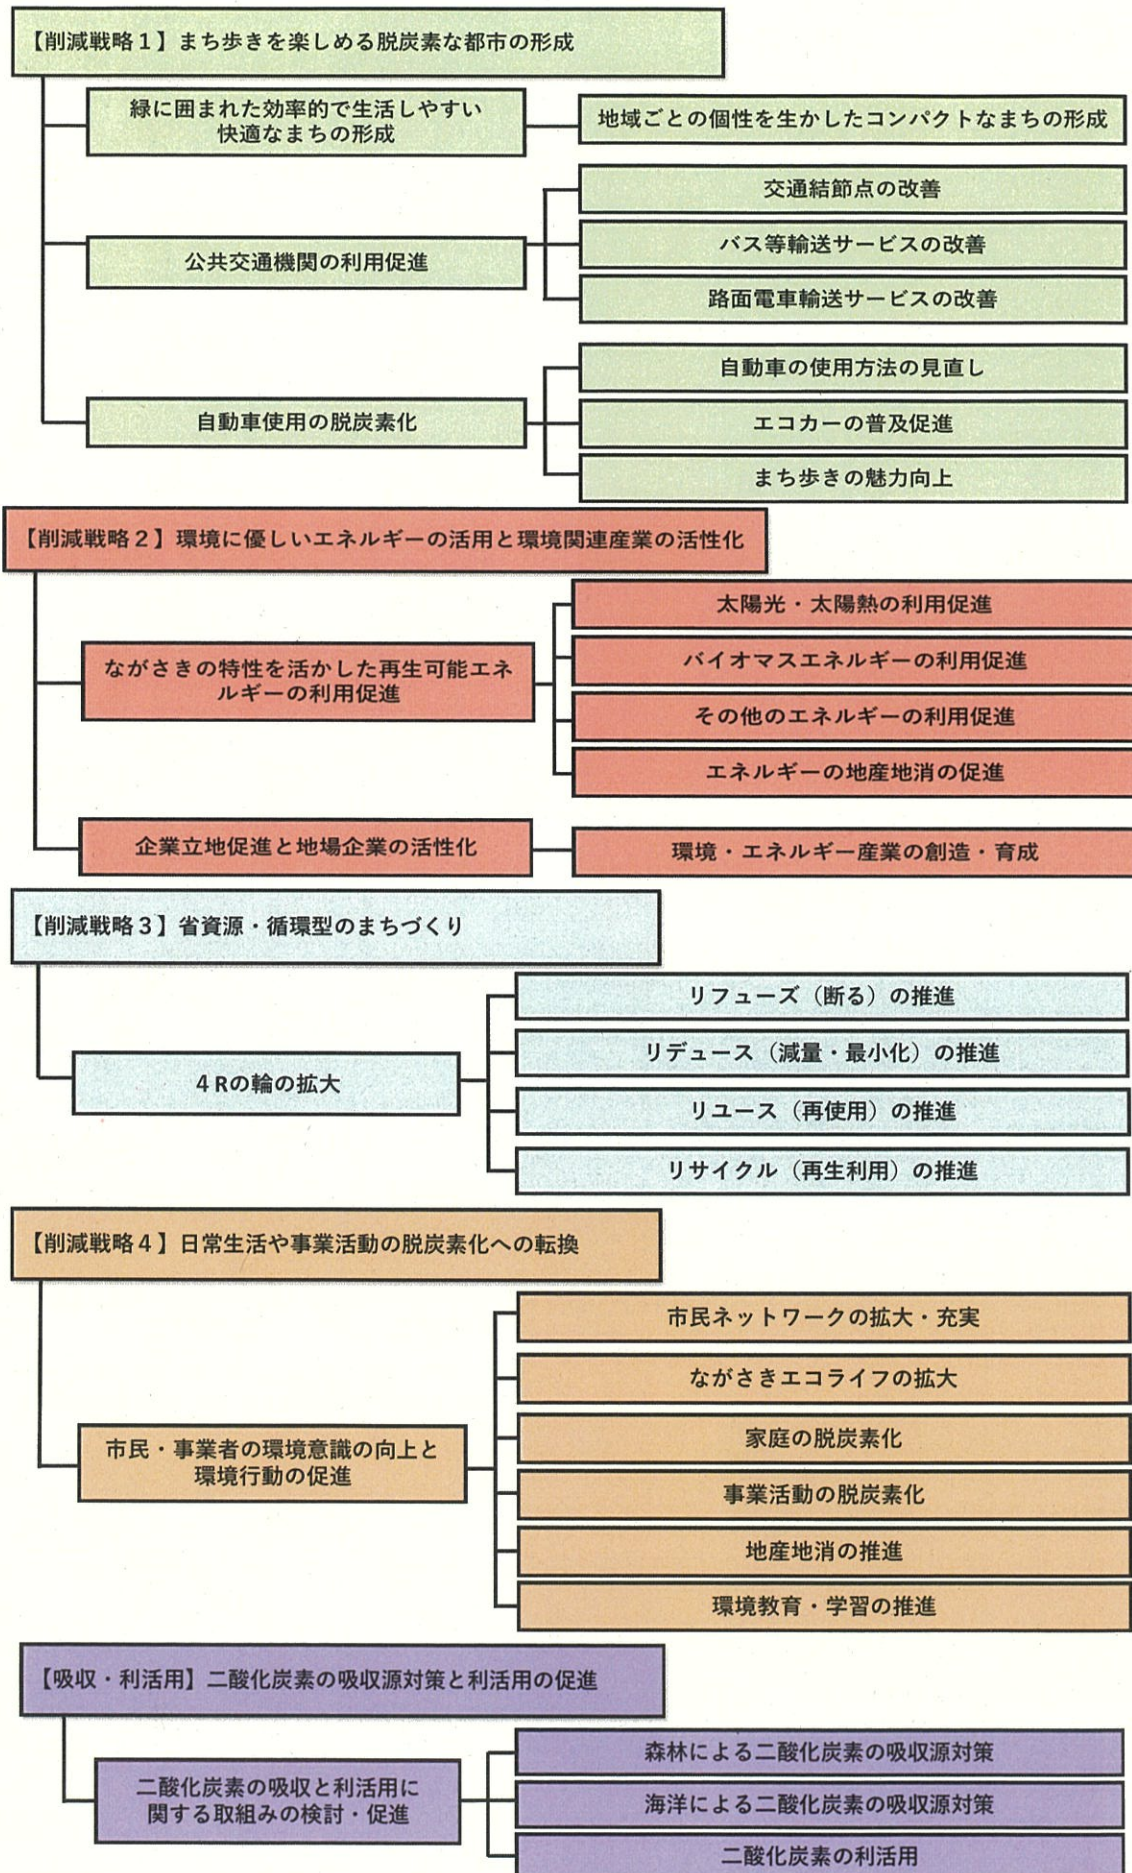 【削減戦略１】まち歩きを楽しめる脱炭素な都市の形成
緑に囲まれた効率的で生活しやすい
快適なまちの形成
地域ごとの個性を生かしたコンパクトなまちの形成
公共交通機関の利用促進
交通結節点の改善
バス等輸送サービスの改善
路面電車輸送サービスの改善
自動車使用の脱炭素化
自動車の使用方法の見直し
エコカーの普及促進
まち歩きの魅力向上
【削減戦略２】環境に優しいエネルギーの活用と環境関連産業の活性化
ながさきの特性を活かした再生可能エネ
ルギーの利用促進
太陽光・太陽熱の利用促進
バイオマスエネルギーの利用促進
その他のエネルギーの利用促進
エネルギーの地産地消の促進
企業立地促進と地場企業の活性化
環境・エネルギー産業の創造・育成
【削減戦略３】省資源・循環型のまちづくり
４Rの輪の拡大
リフューズ（断る）の推進
リデュース（減量・最小化）の推進
リユース（再使用）の推進
リサイクル（再生利用）の推進
【削減戦略４】日常生活や事業活動の脱炭素化への転換
市民・事業者の環境意識の向上と
環境行動の促進
市民ネットワークの拡大・充実
ながさきエコライフの拡大
家庭の脱炭素化
事業活動の脱炭素化
地産地消の推進
環境教育・学習の推進
【吸収・利活用】二酸化炭素の吸収源対策と利活用の促進
二酸化炭素の吸収と利活用に
関する取組みの検討・促進
森林による二酸化炭素の吸収源対策
海洋による二酸化炭素の吸収源対策
二酸化炭素の利活用